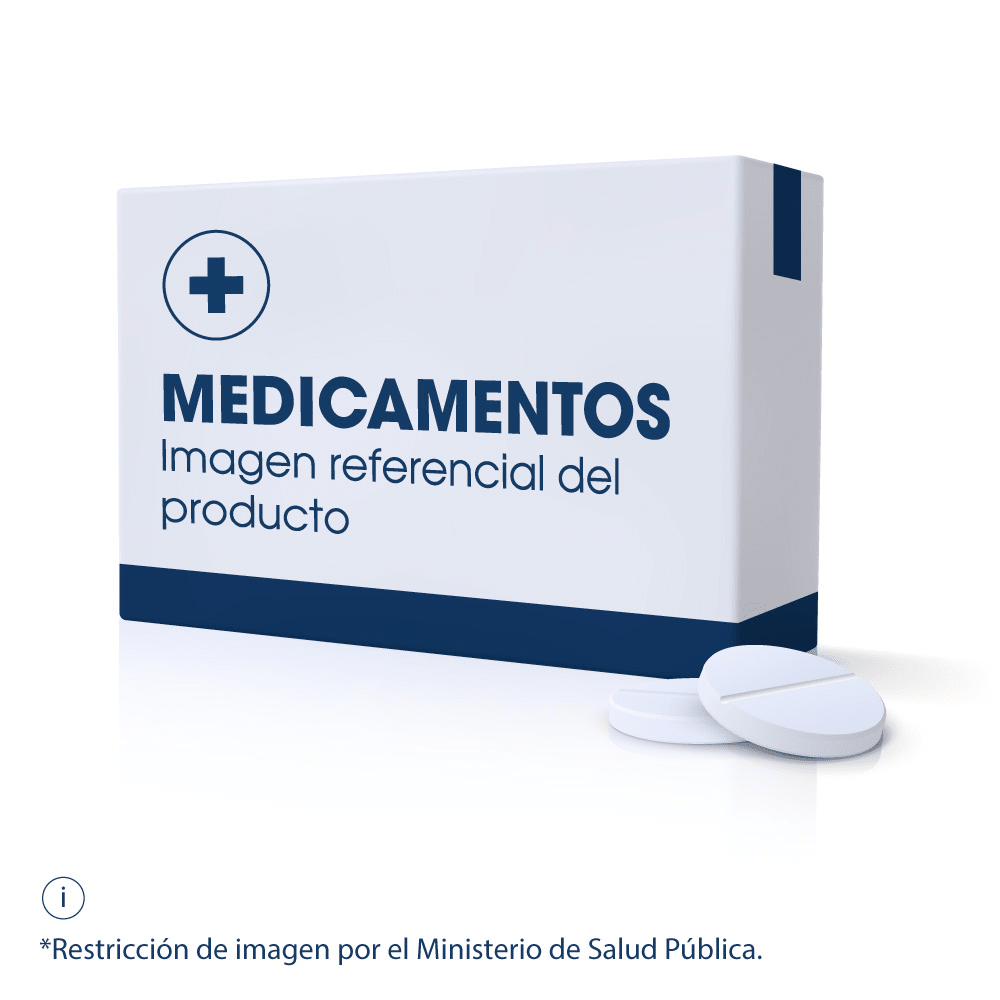 MEDICAMENTOS
Imagen referencial del
producto
i
*Restricción de imagen por el Ministerio de Salud Pública.